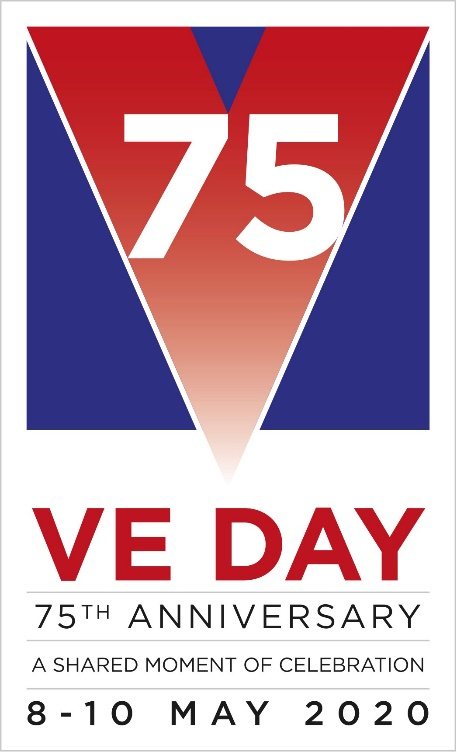 75
VE DAY
75TH ANNIVERSARY
A SHARED MOMENT OF CELEBRATION
8-10 MAY 2020